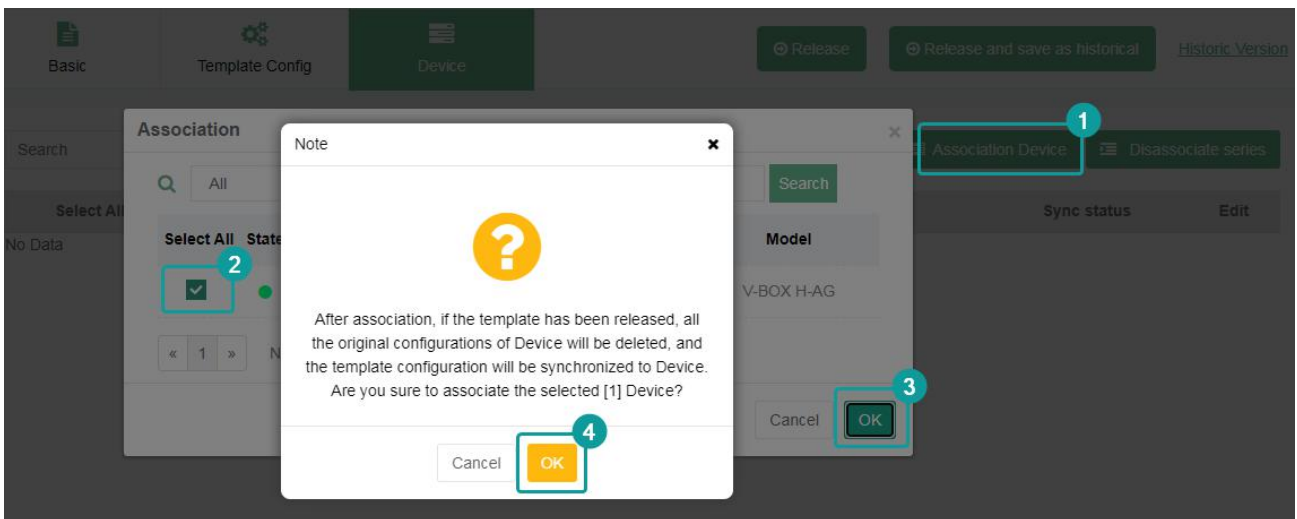 Basic
Template Config
Device
Release
Release and save as historical
Historic Version
1
Search
Association
×
Association Device
Disassociate series
Note
×
All
Search
Select All
Sync status
Edit
No Data
Select All
State
Model
2
V-BOX H-AG
?
After association, if the template has been released, all
the original configurations of Device will be deleted, and
the template configuration will be synchronized to Device.
Are you sure to associate the selected [1] Device?
« 1 » N
3
Cancel
OK
4
Cancel
OK